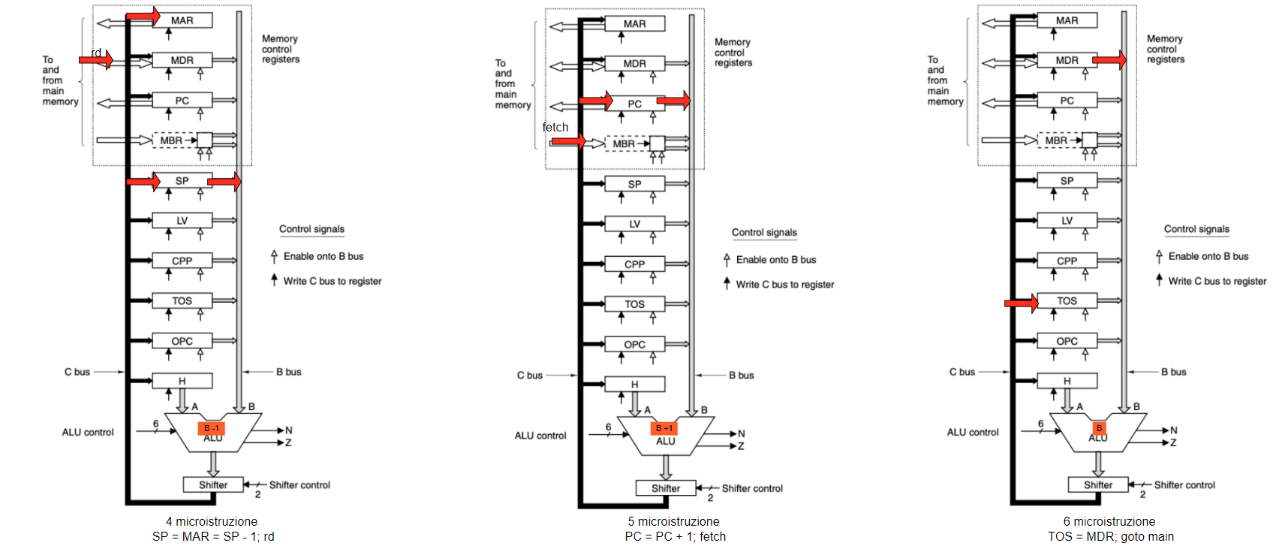 MAR
rd
MDR
To
and
from
main
memory
PC
MBR
Memory
control
registers
SP
LV
Control signals
Enable onto B bus
CPP
Write C bus to register
TOS
OPC
C bus
B bus
H
A
B
6
ALU control
B -1
ALU
N
Z
Shifter
Shifter control
2
4 microistruzione
SP = MAR = SP - 1; rd
MAR
MDR
To
and
from
main
memory
PC
fetch
MBR
Memory
control
registers
SP
LV
Control signals
Enable onto B bus
CPP
Write C bus to register
TOS
OPC
C bus
B bus
H
A
B
6
ALU control
B +1
ALU
N
Z
Shifter
Shifter control
2
5 microistruzione
PC = PC + 1; fetch
MAR
MDR
To
and
from
main
memory
PC
MBR
Memory
control
registers
SP
LV
Control signals
Enable onto B bus
CPP
Write C bus to register
TOS
OPC
C bus
B bus
H
A
B
6
ALU control
B
ALU
N
Z
Shifter
Shifter control
2
6 microistruzione
TOS = MDR; goto main